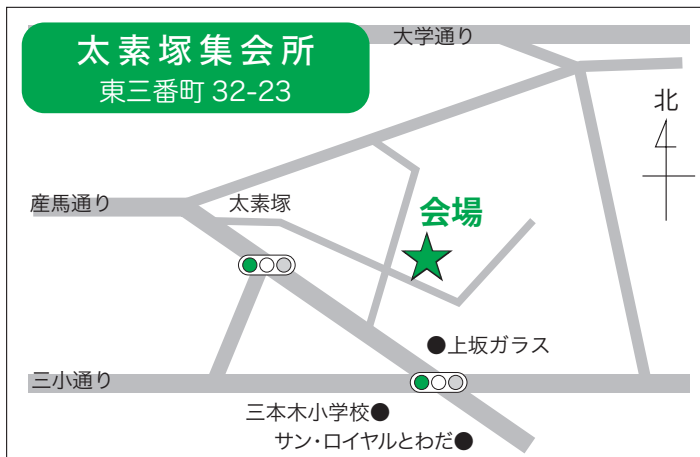 太素塚集会所
東三番町 32-23
大学通り
北
産馬通り
太素塚
会場
●上坂ガラス
三小通り
三本木小学校●
サン・ロイヤルとわだ●